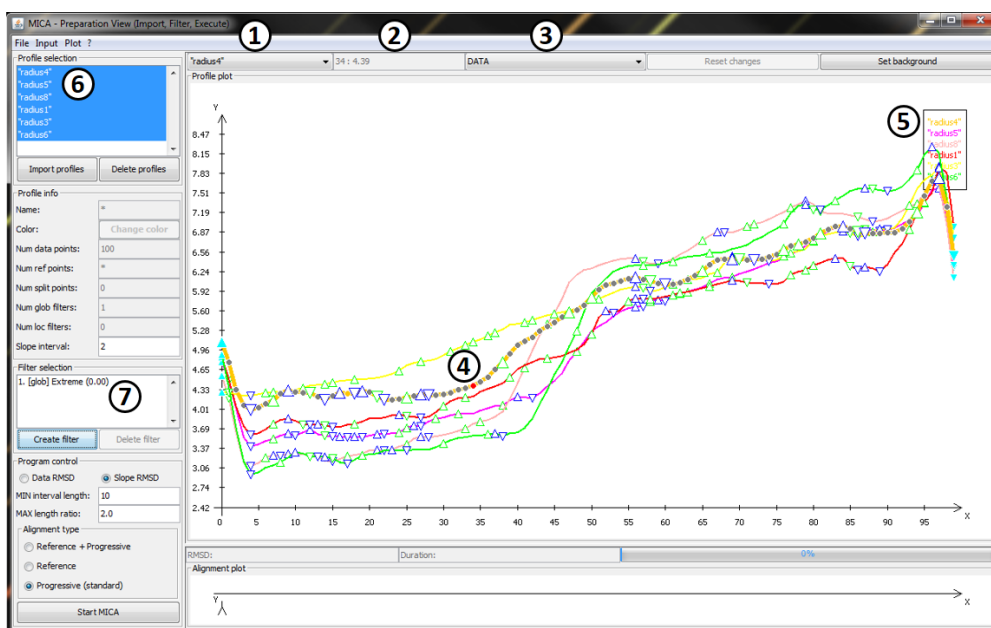 MICA - Preparation View (Import, Filter, Execute)
File Input Plot ?
1
2
3
Profile selection
"radius4"
"radius5"
"radius8"
"radius1"
"radius3"
"radius6"
6
Import profiles Delete profiles
Profile info
Name: *
Color: Change color
Num data points: 100
Num ref points: *
Num split points: 0
Num glob filters: 1
Num loc filters: 0
Slope interval: 2
Filter selection
1. [glob] Extreme (0.00)
7
Create filter Delete filter
Program control
Data RMSD Slope RMSD
MIN interval length: 10
MAX length ratio: 2.0
Alignment type
Reference + Progressive
Reference
Progressive (standard)
Start MICA
"radius4" 34 : 4.39 DATA Reset changes Set background
Profile plot
Y
8.47
8.15
7.83
7.51
7.19
6.87
6.56
6.24
5.92
5.60
5.28
4.96
4.65
4.33
4.01
3.69
3.37
3.06
2.74
2.42
0 5 10 15 20 25 30 35 40 45 50 55 60 65 70 75 80 85 90 95
X
4
5
"radius4"
"radius5"
"radius1"
RMSD: Duration: 0%
Alignment plot
Y
X